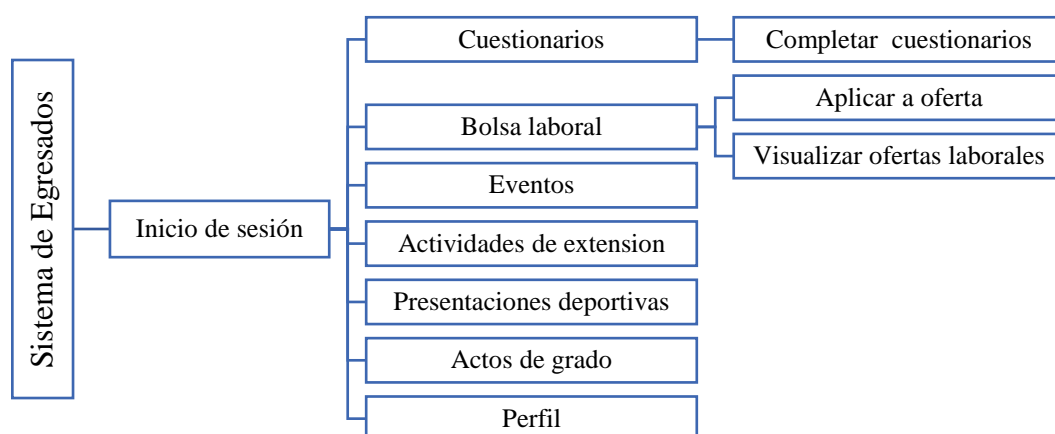 Sistema de Egresados
Inicio de sesión
Cuestionarios
Completar cuestionarios
Bolsa laboral
Aplicar a oferta
Visualizar ofertas laborales
Eventos
Actividades de extension
Presentaciones deportivas
Actos de grado
Perfil